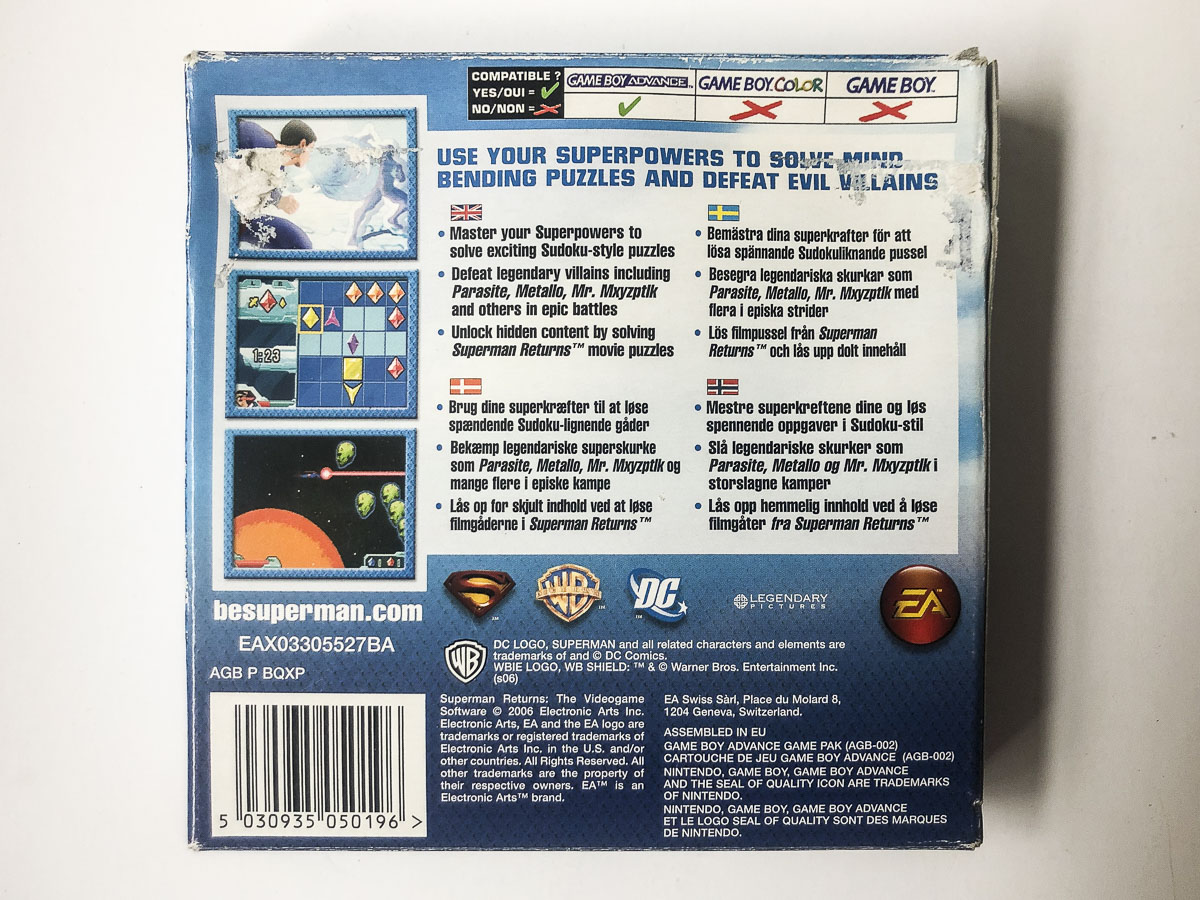 COMPATIBLE ?
YES/OUI = ✓
NO/NON = ✗
GAME BOY ADVANCE™
GAME BOY COLOR
GAME BOY™
USE YOUR SUPERPOWERS TO SOLVE MIND
BENDING PUZZLES AND DEFEAT EVIL VILLAINS
• Master your Superpowers to
solve exciting Sudoku-style puzzles
• Defeat legendary villains including
Parasite, Metallo, Mr. Mxyzptlk
and others in epic battles
• Unlock hidden content by solving
Superman Returns™ movie puzzles
• Bemästra dina superkrafter för att
lösa spännande Sudokuliknande pussel
• Besegra legendariska skurkar som
Parasite, Metallo, Mr. Mxyzptlk med
flera i episka strider
• Lös filmpussel från Superman
Returns™ och lås upp dolt innehåll
• Brug dine superkræfter til at løse
spændende Sudoku-lignende gåder
• Bekæmp legendariske superskurke
som Parasite, Metallo, Mr. Mxyzptlk og
mange flere i episke kampe
• Lås op for skjult indhold ved at løse
filmgåderne i Superman Returns™
• Mestre superkreftene dine og løs
spennende oppgaver i Sudoku-stil
• Slå legendariske skurker som
Parasite, Metallo og Mr. Mxyzptlk i
storslagne kamper
• Lås opp hemmelig innhold ved å løse
filmgåter fra Superman Returns™
1:23
besuperman.com
EAX03305527BA
AGB P BQXP
S
WB
DC
LEGENDARY
PICTURES
EA™
WB
DC LOGO, SUPERMAN and all related characters and elements are
trademarks of and © DC Comics.
WBIE LOGO, WB SHIELD: ™ & © Warner Bros. Entertainment Inc.
(s06)
Superman Returns: The Videogame
Software © 2006 Electronic Arts Inc.
Electronic Arts, EA and the EA logo are
trademarks or registered trademarks of
Electronic Arts Inc. in the U.S. and/or
other countries. All Rights Reserved. All
other trademarks are the property of
their respective owners. EA™ is an
Electronic Arts™ brand.
EA Swiss Sàrl, Place du Molard 8,
1204 Geneva, Switzerland.
ASSEMBLED IN EU
GAME BOY ADVANCE GAME PAK (AGB-002)
CARTOUCHE DE JEU GAME BOY ADVANCE (AGB-002)
NINTENDO, GAME BOY, GAME BOY ADVANCE
AND THE SEAL OF QUALITY ICON ARE TRADEMARKS
OF NINTENDO.
NINTENDO, GAME BOY, GAME BOY ADVANCE
ET LE LOGO SEAL OF QUALITY SONT DES MARQUES
DE NINTENDO.
5 030935 050196 >